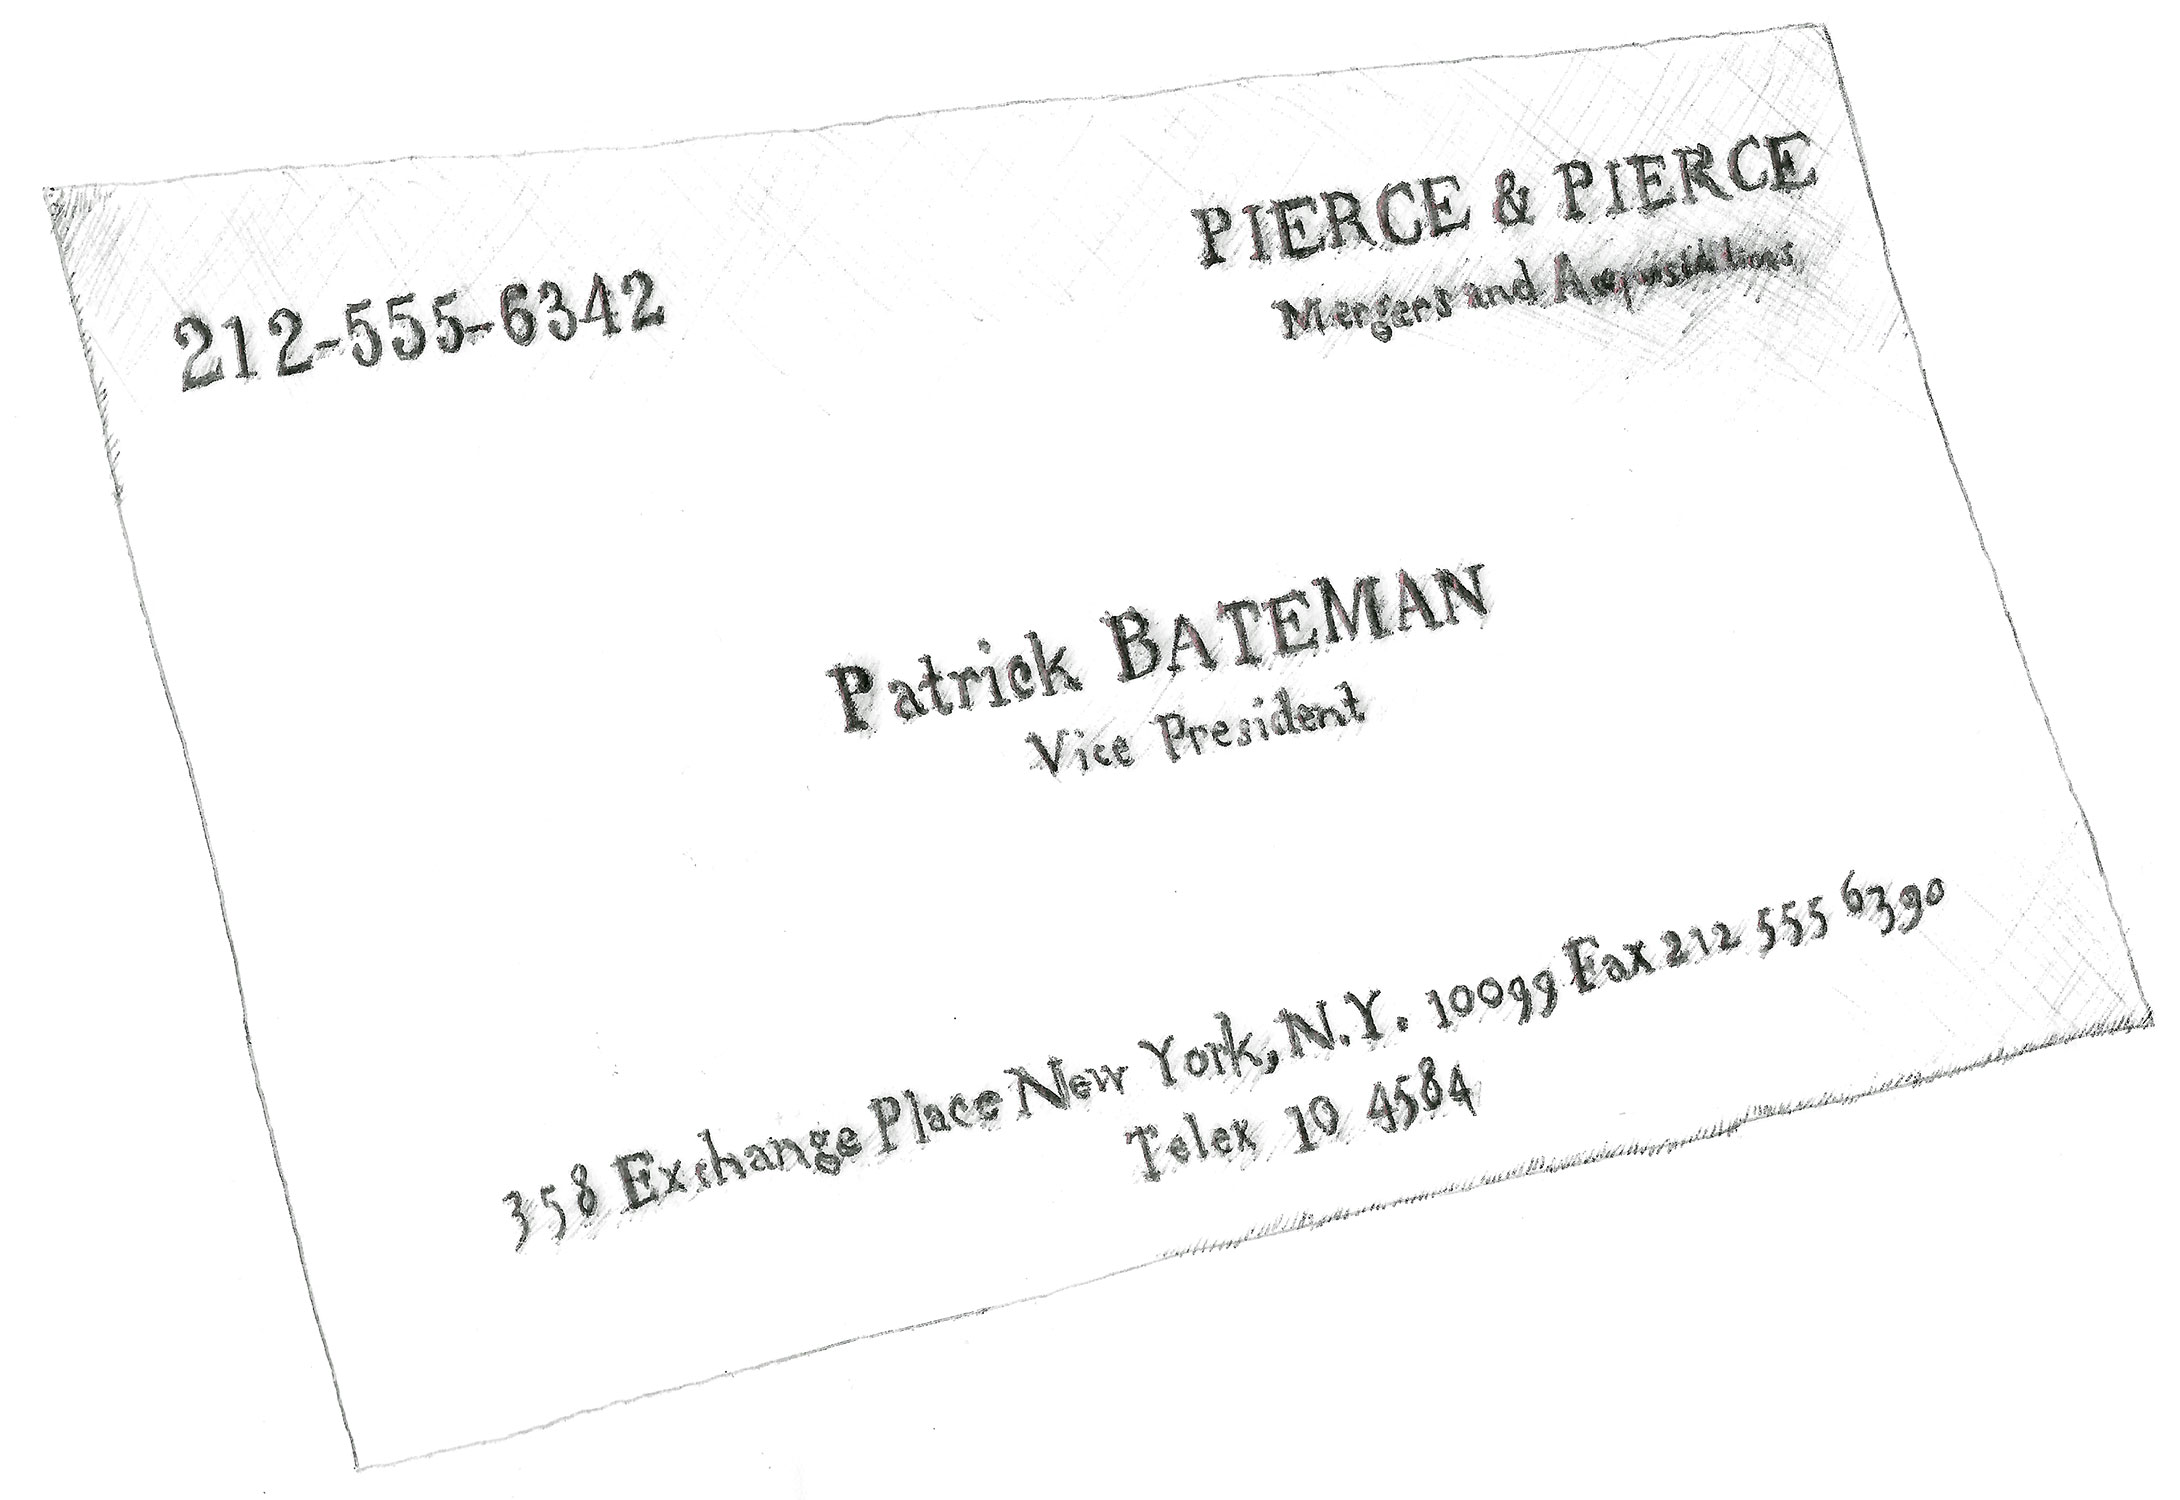 212-555-6342
PIERCE & PIERCE
Mergers and Aequisitions
Patrick BATEMAN
Vice President
358 Exchange Place New York, N.Y. 10099 Fax 212 555 6390
Telex 10 4584